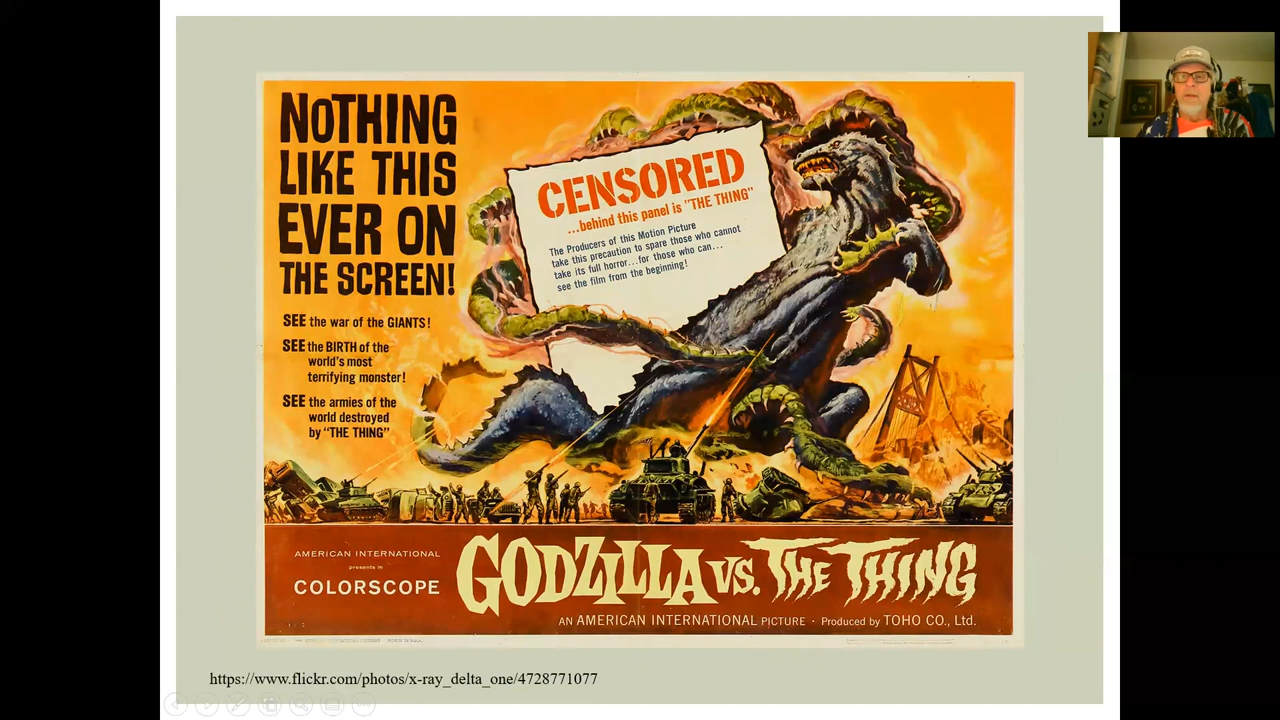 NOTHING
LIKE THIS
EVER ON
THE SCREEN!
SEE the war of the GIANTS!
SEE the BIRTH of the
world's most
terrifying monster!
SEE the armies of the
world destroyed
by "THE THING"
CENSORED
...behind this panel is "THE THING"
The Producers of this Motion Picture
take this precaution to spare those who cannot
take its full horror...for those who can...
see the film from the beginning!
AMERICAN INTERNATIONAL
presents in
COLORSCOPE
GODZILLA VS. THE THING
AN AMERICAN INTERNATIONAL PICTURE · Produced by TOHO CO., Ltd.
https://www.flickr.com/photos/x-ray_delta_one/4728771077